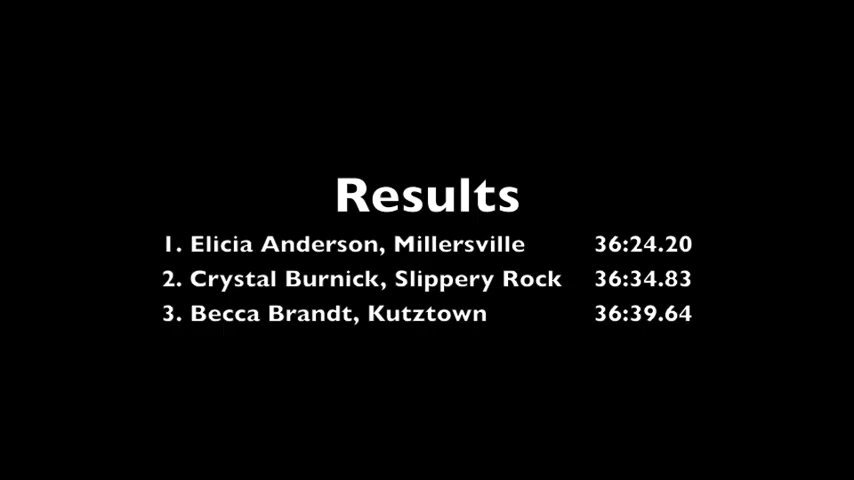 Results
1. Elicia Anderson, Millersville 36:24.20
2. Crystal Burnick, Slippery Rock 36:34.83
3. Becca Brandt, Kutztown 36:39.64